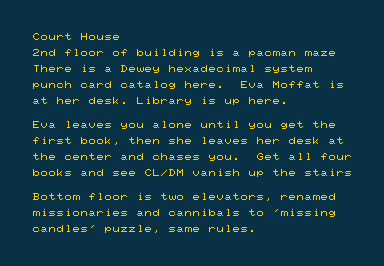 Court House
2nd floor of building is a pacman maze
There is a Dewey hexadecimal system
punch card catalog here.  Eva Moffat is
at her desk. Library is up here.
Eva leaves you alone until you get the
first book, then she leaves her desk at
the center and chases you.  Get all four
books and see CL/DM vanish up the stairs
Bottom floor is two elevators, renamed
missionaries and cannibals to 'missing
candles' puzzle, same rules.